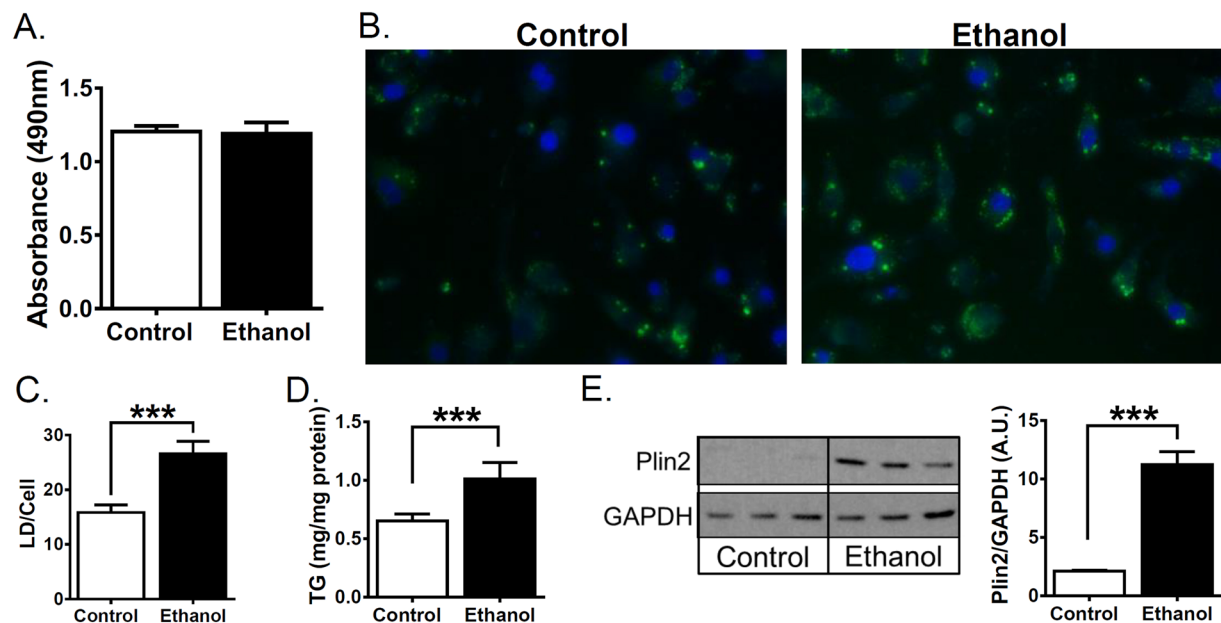 A.
Absorbance (490nm)
1.5
1.0
0.5
0.0
Control
Ethanol
B.
Control
Ethanol
C.
LD/Cell
30
20
10
0
***
Control
Ethanol
D.
TG (mg/mg protein)
1.5
1.0
0.5
0.0
***
Control
Ethanol
E.
Plin2
GAPDH
Control
Ethanol
Plin2/GAPDH (A.U.)
15
10
5
0
***
Control
Ethanol